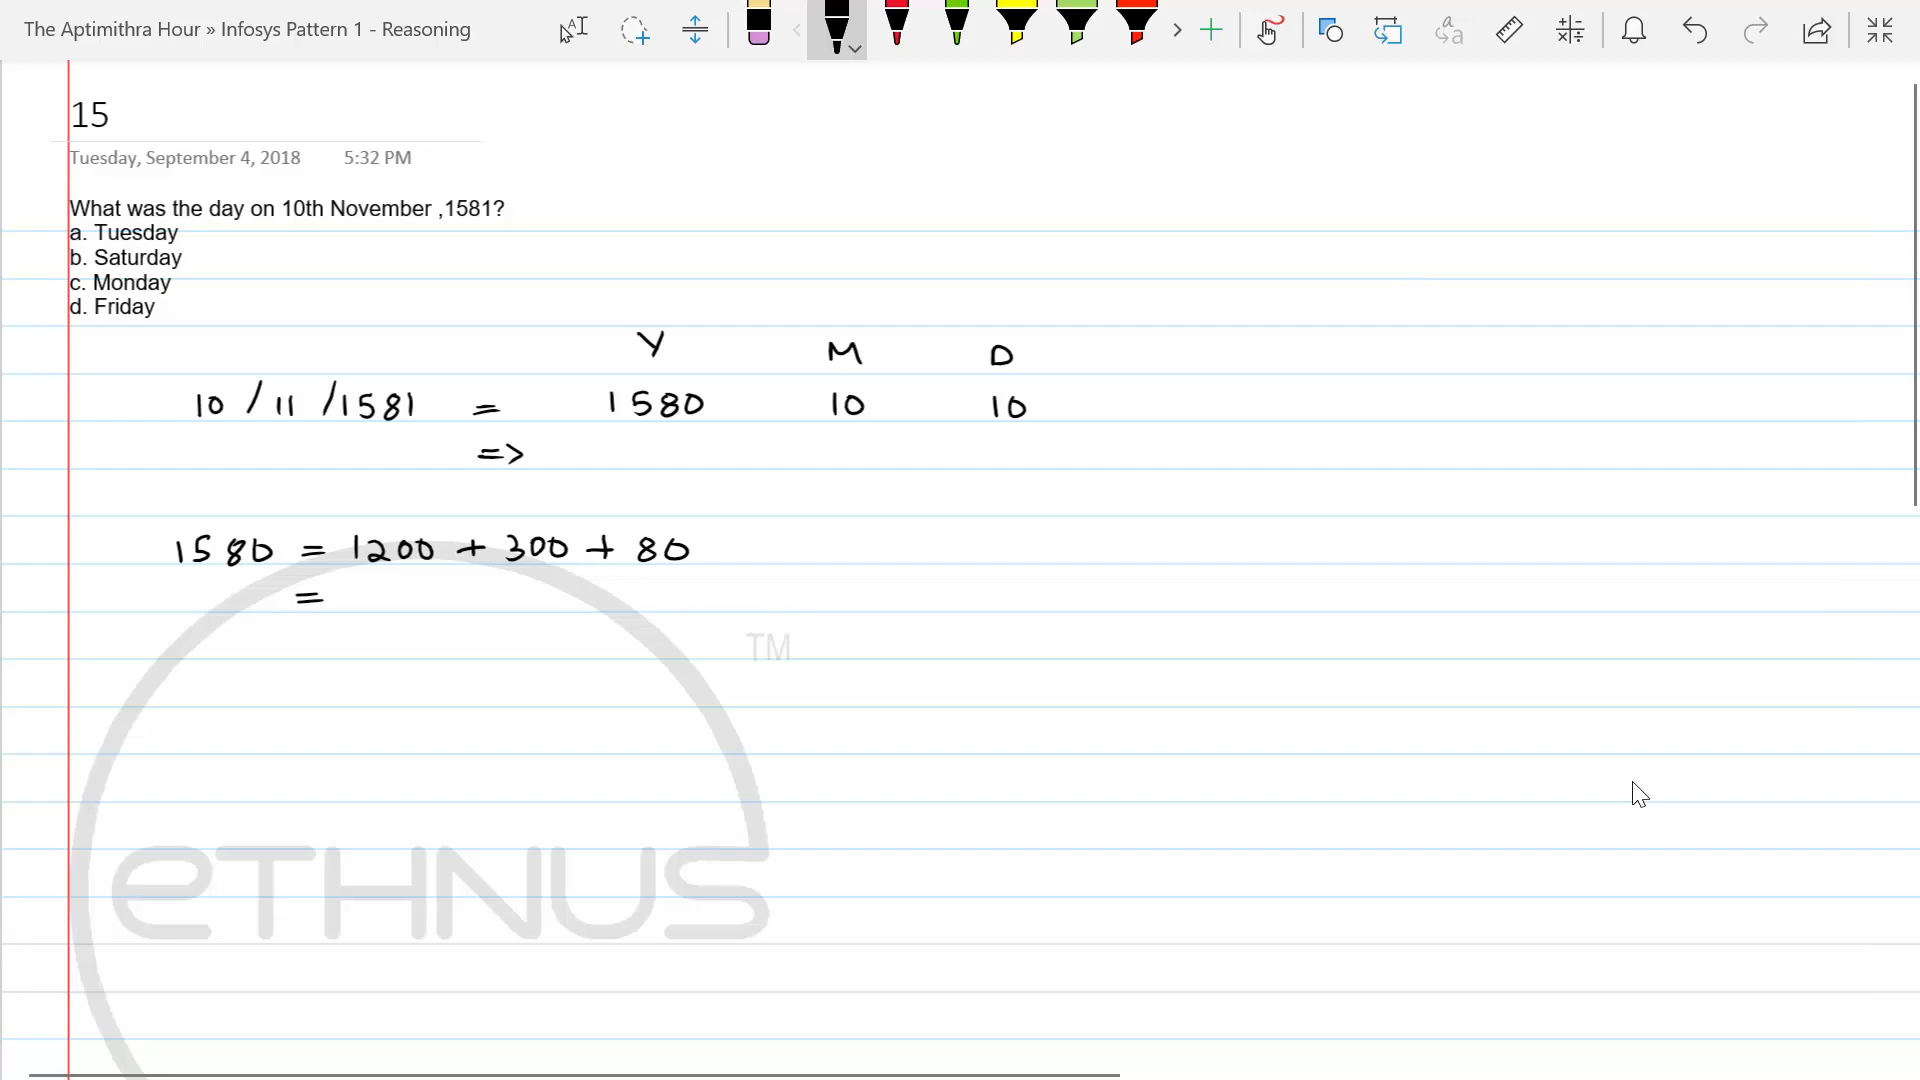 The Aptimithra Hour » Infosys Pattern 1 - Reasoning
15
Tuesday, September 4, 2018 5:32 PM
What was the day on 10th November ,1581?
a. Tuesday
b. Saturday
c. Monday
d. Friday
Y M D
10 / 11 / 1581 = 1580 10 10
=>
1580 = 1200 + 300 + 80
=
TM
eTHNUS